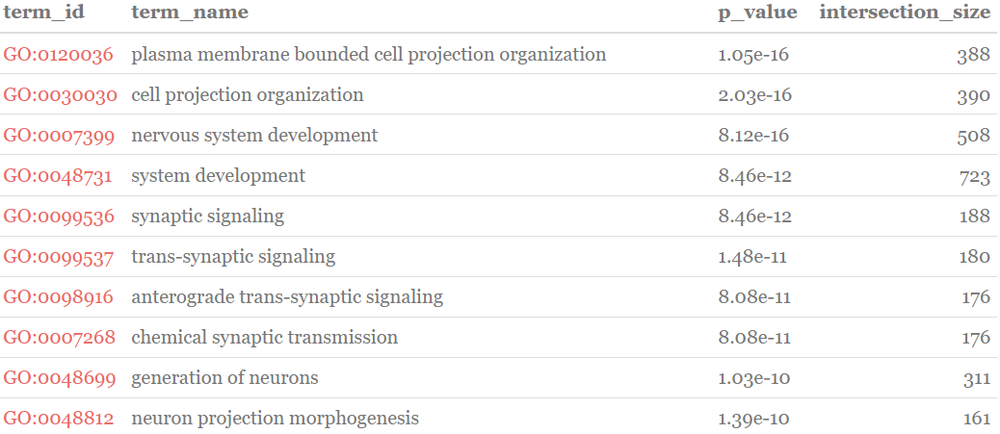 term_id term_name p_value intersection_size
GO:0120036 plasma membrane bounded cell projection organization 1.05e-16 388
GO:0030030 cell projection organization 2.03e-16 390
GO:0007399 nervous system development 8.12e-16 508
GO:0048731 system development 8.46e-12 723
GO:0099536 synaptic signaling 8.46e-12 188
GO:0099537 trans-synaptic signaling 1.48e-11 180
GO:0098916 anterograde trans-synaptic signaling 8.08e-11 176
GO:0007268 chemical synaptic transmission 8.08e-11 176
GO:0048699 generation of neurons 1.03e-10 311
GO:0048812 neuron projection morphogenesis 1.39e-10 161